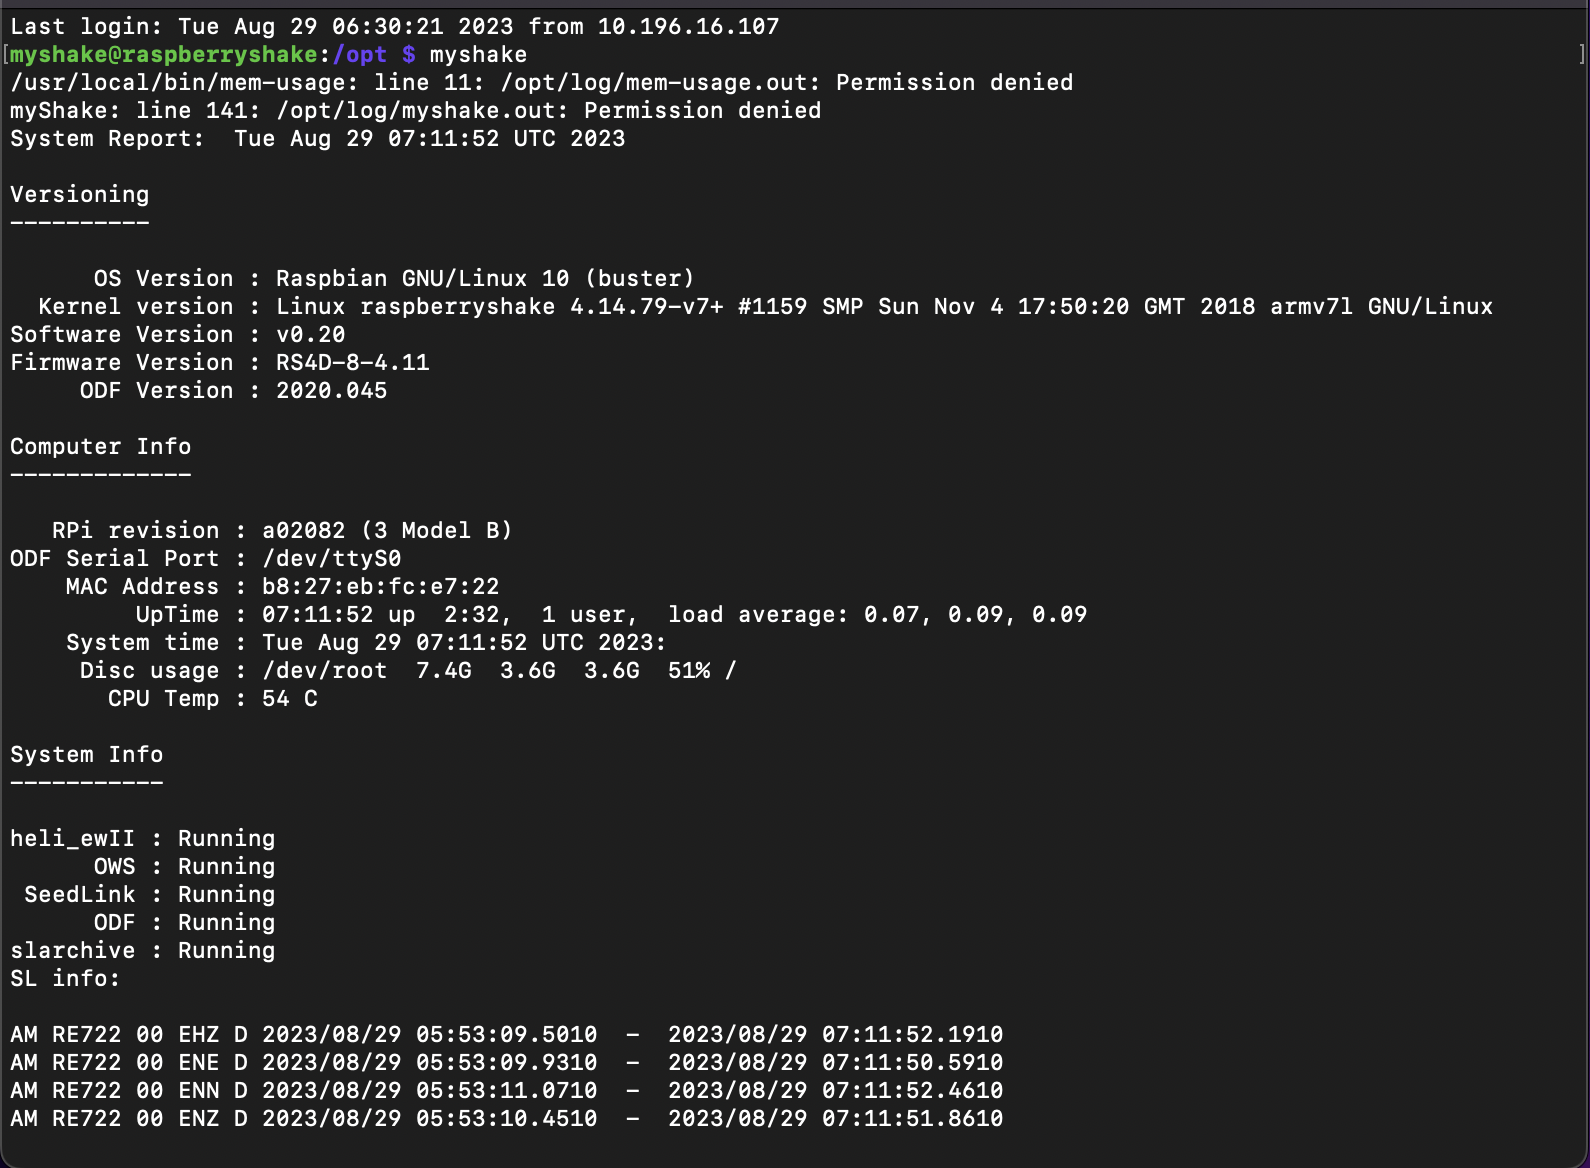 Last login: Tue Aug 29 06:30:21 2023 from 10.196.16.107
[myshake@raspberryshake:/opt $ myshake ]
/usr/local/bin/mem-usage: line 11: /opt/log/mem-usage.out: Permission denied
myShake: line 141: /opt/log/myshake.out: Permission denied
System Report:  Tue Aug 29 07:11:52 UTC 2023
Versioning
----------
OS Version : Raspbian GNU/Linux 10 (buster)
Kernel version : Linux raspberryshake 4.14.79-v7+ #1159 SMP Sun Nov 4 17:50:20 GMT 2018 armv7l GNU/Linux
Software Version : v0.20
Firmware Version : RS4D-8-4.11
ODF Version : 2020.045
Computer Info
-------------
RPi revision : a02082 (3 Model B)
ODF Serial Port : /dev/ttyS0
MAC Address : b8:27:eb:fc:e7:22
UpTime : 07:11:52 up  2:32,  1 user,  load average: 0.07, 0.09, 0.09
System time : Tue Aug 29 07:11:52 UTC 2023:
Disc usage : /dev/root  7.4G  3.6G  3.6G  51% /
CPU Temp : 54 C
System Info
-----------
heli_ewII : Running
OWS : Running
SeedLink : Running
ODF : Running
slarchive : Running
SL info:
AM RE722 00 EHZ D 2023/08/29 05:53:09.5010  -  2023/08/29 07:11:52.1910
AM RE722 00 ENE D 2023/08/29 05:53:09.9310  -  2023/08/29 07:11:50.5910
AM RE722 00 ENN D 2023/08/29 05:53:11.0710  -  2023/08/29 07:11:52.4610
AM RE722 00 ENZ D 2023/08/29 05:53:10.4510  -  2023/08/29 07:11:51.8610